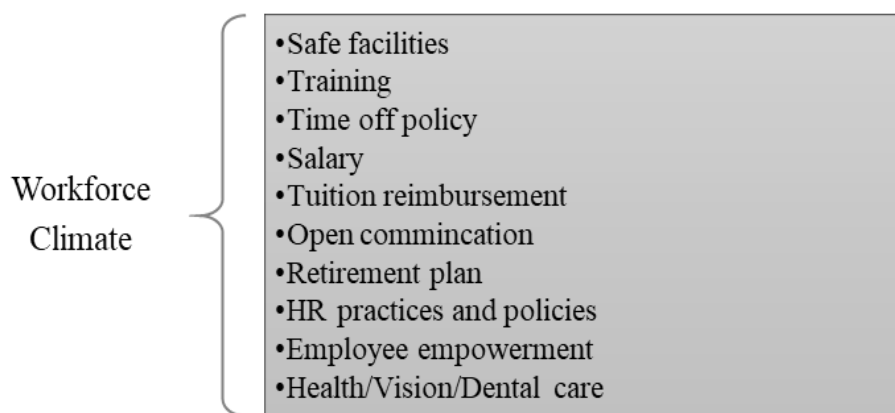 Workforce
Climate
•Safe facilities
•Training
•Time off policy
•Salary
•Tuition reimbursement
•Open commincation
•Retirement plan
•HR practices and policies
•Employee empowerment
•Health/Vision/Dental care